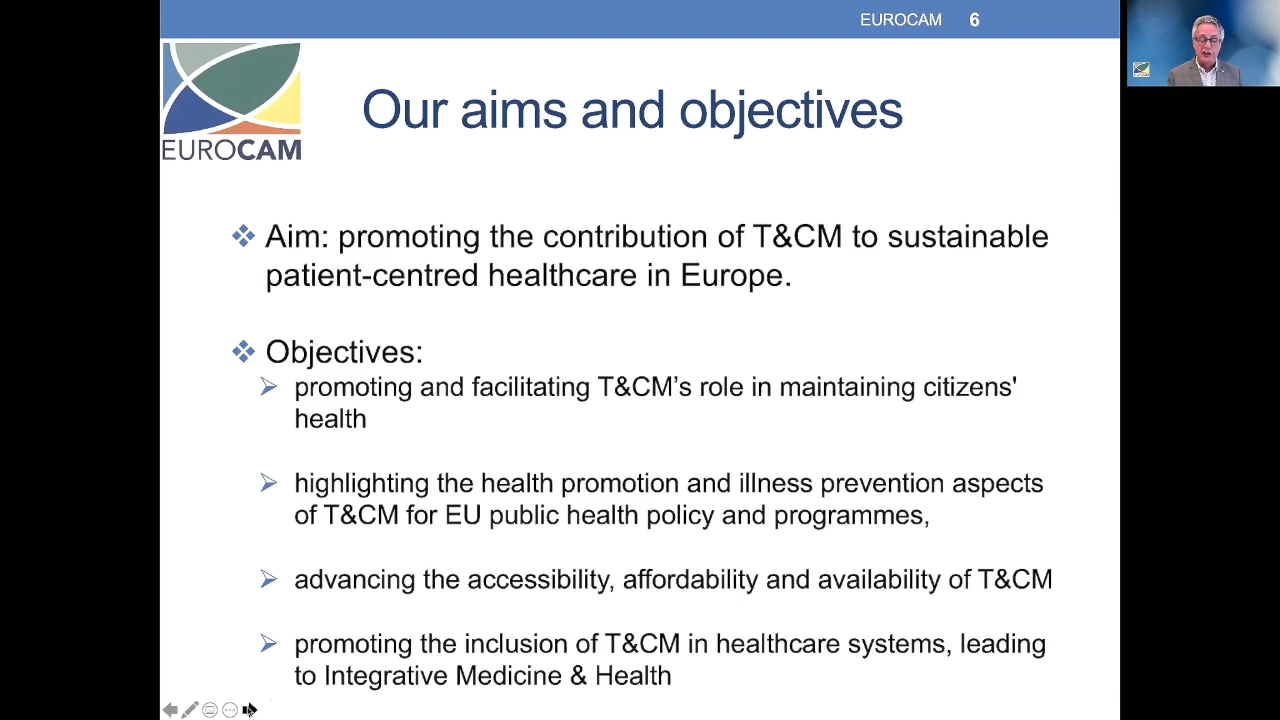 EUROCAM 6
EUROCAM
Our aims and objectives
Aim: promoting the contribution of T&CM to sustainable
patient-centred healthcare in Europe.
Objectives:
promoting and facilitating T&CM’s role in maintaining citizens'
health
highlighting the health promotion and illness prevention aspects
of T&CM for EU public health policy and programmes,
advancing the accessibility, affordability and availability of T&CM
promoting the inclusion of T&CM in healthcare systems, leading
to Integrative Medicine & Health